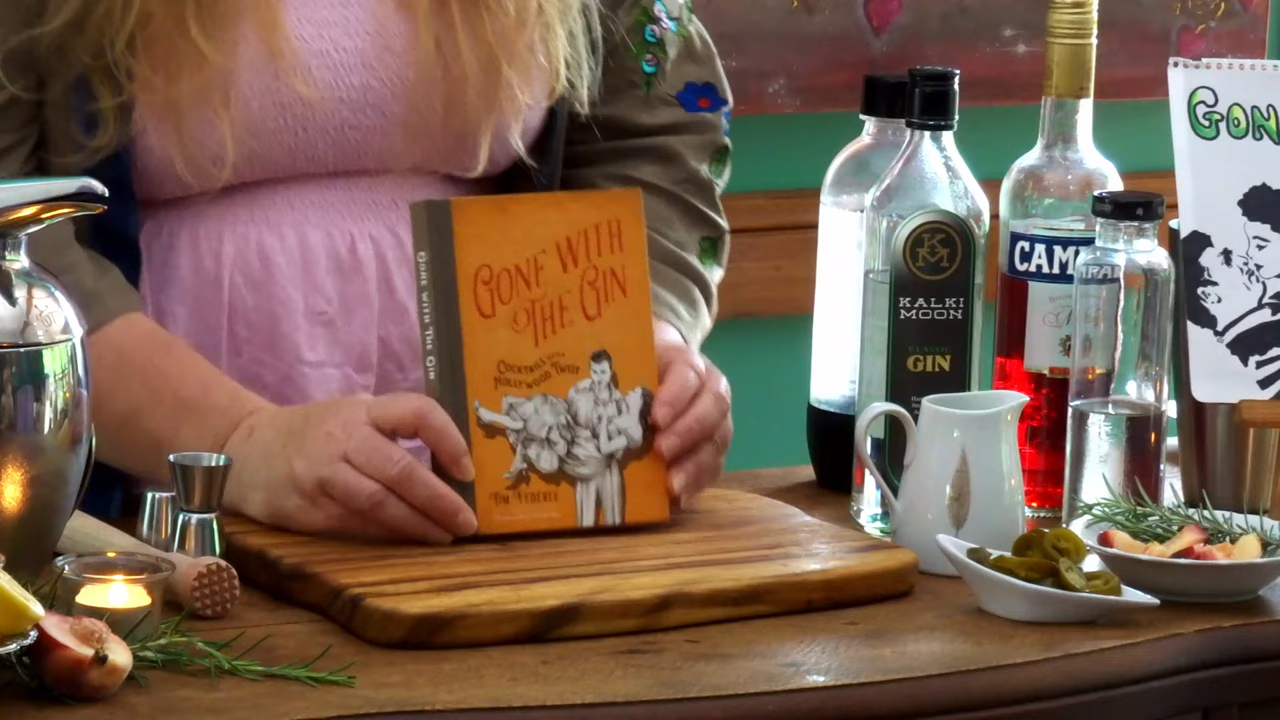 GONE WITH THE GIN
GONE WITH
THE GIN
COCKTAILS WITH A
HOLLYWOOD TWIST
TIM FEDERLE
KM
KALKI
MOON
CLASSIC
GIN
CAMPARI
GON